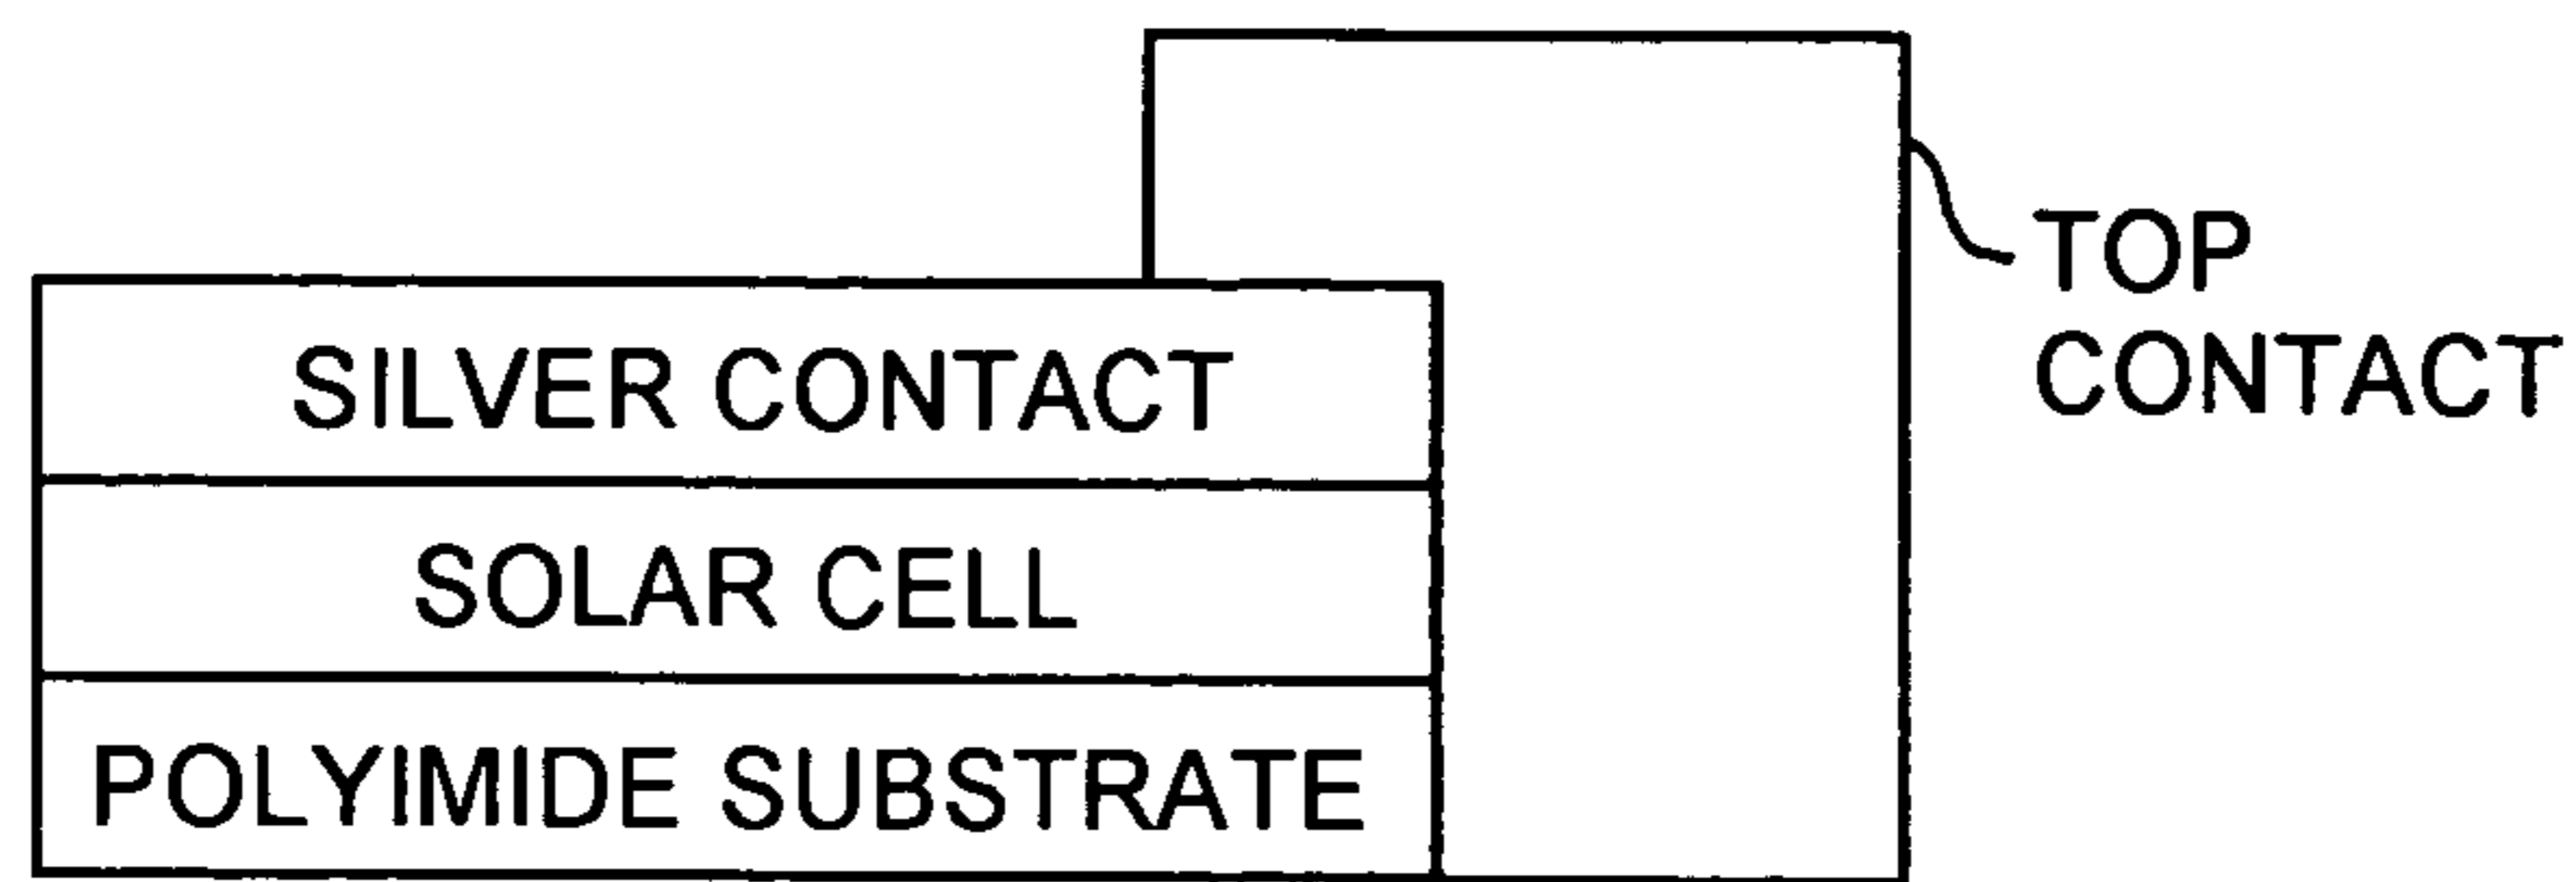 SILVER CONTACT
SOLAR CELL
POLYIMIDE SUBSTRATE
TOP
CONTACT